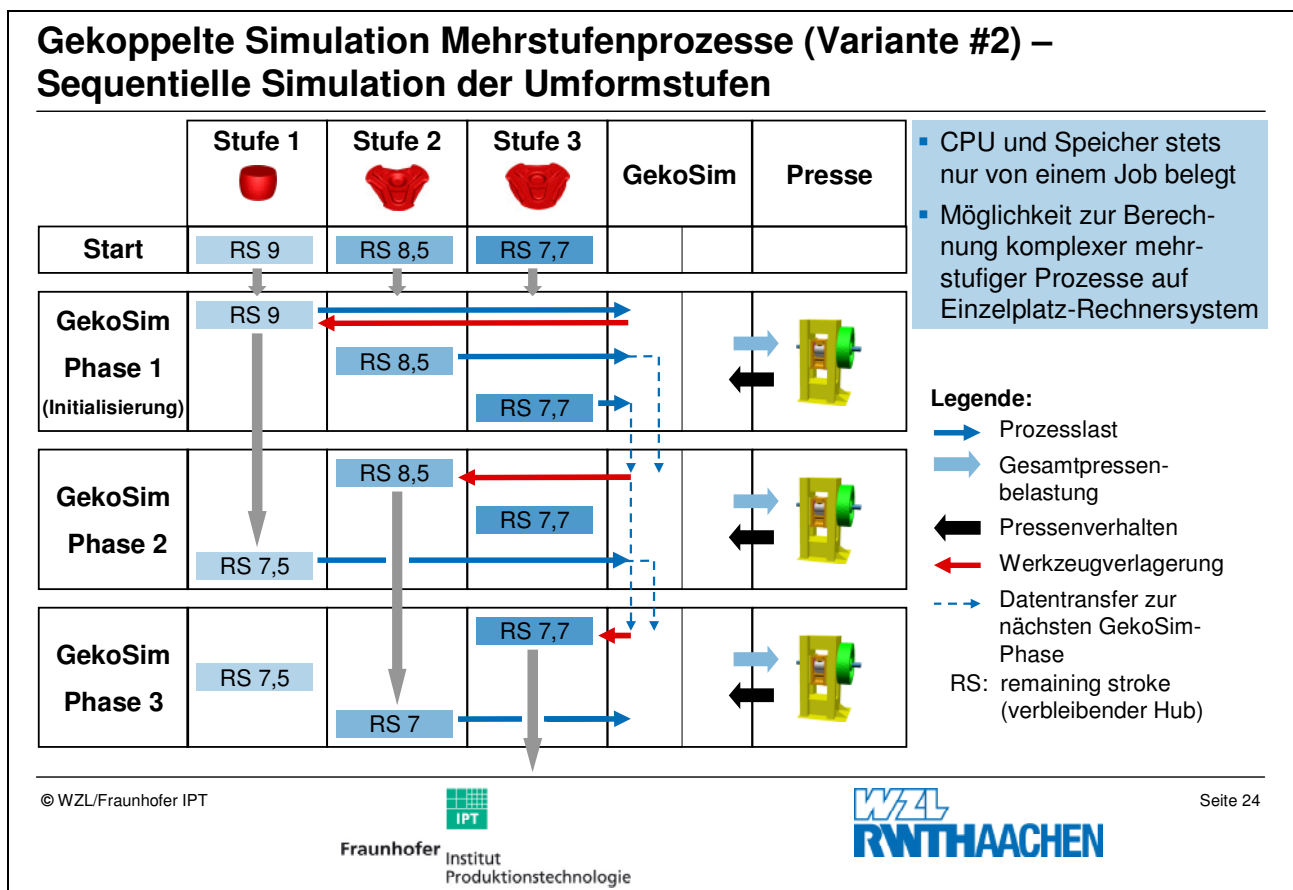 Gekoppelte Simulation Mehrstufenprozesse (Variante #2) –
Sequentielle Simulation der Umformstufen
Stufe 1
Stufe 2
Stufe 3
GekoSim
Presse
Start
RS 9
RS 8,5
RS 7,7
GekoSim
Phase 1
(Initialisierung)
RS 9
RS 8,5
RS 7,7
GekoSim
Phase 2
RS 8,5
RS 7,7
RS 7,5
GekoSim
Phase 3
RS 7,7
RS 7,5
RS 7
▪ CPU und Speicher stets
nur von einem Job belegt
▪ Möglichkeit zur Berech-
nung komplexer mehr-
stufiger Prozesse auf
Einzelplatz-Rechnersystem
Legende:
Prozesslast
Gesamtpressen-
belastung
Pressenverhalten
Werkzeugverlagerung
Datentransfer zur
nächsten GekoSim-
Phase
RS: remaining stroke
(verbleibender Hub)
© WZL/Fraunhofer IPT
IPT
Fraunhofer Institut
Produktionstechnologie
WZL
RWTHAACHEN
Seite 24